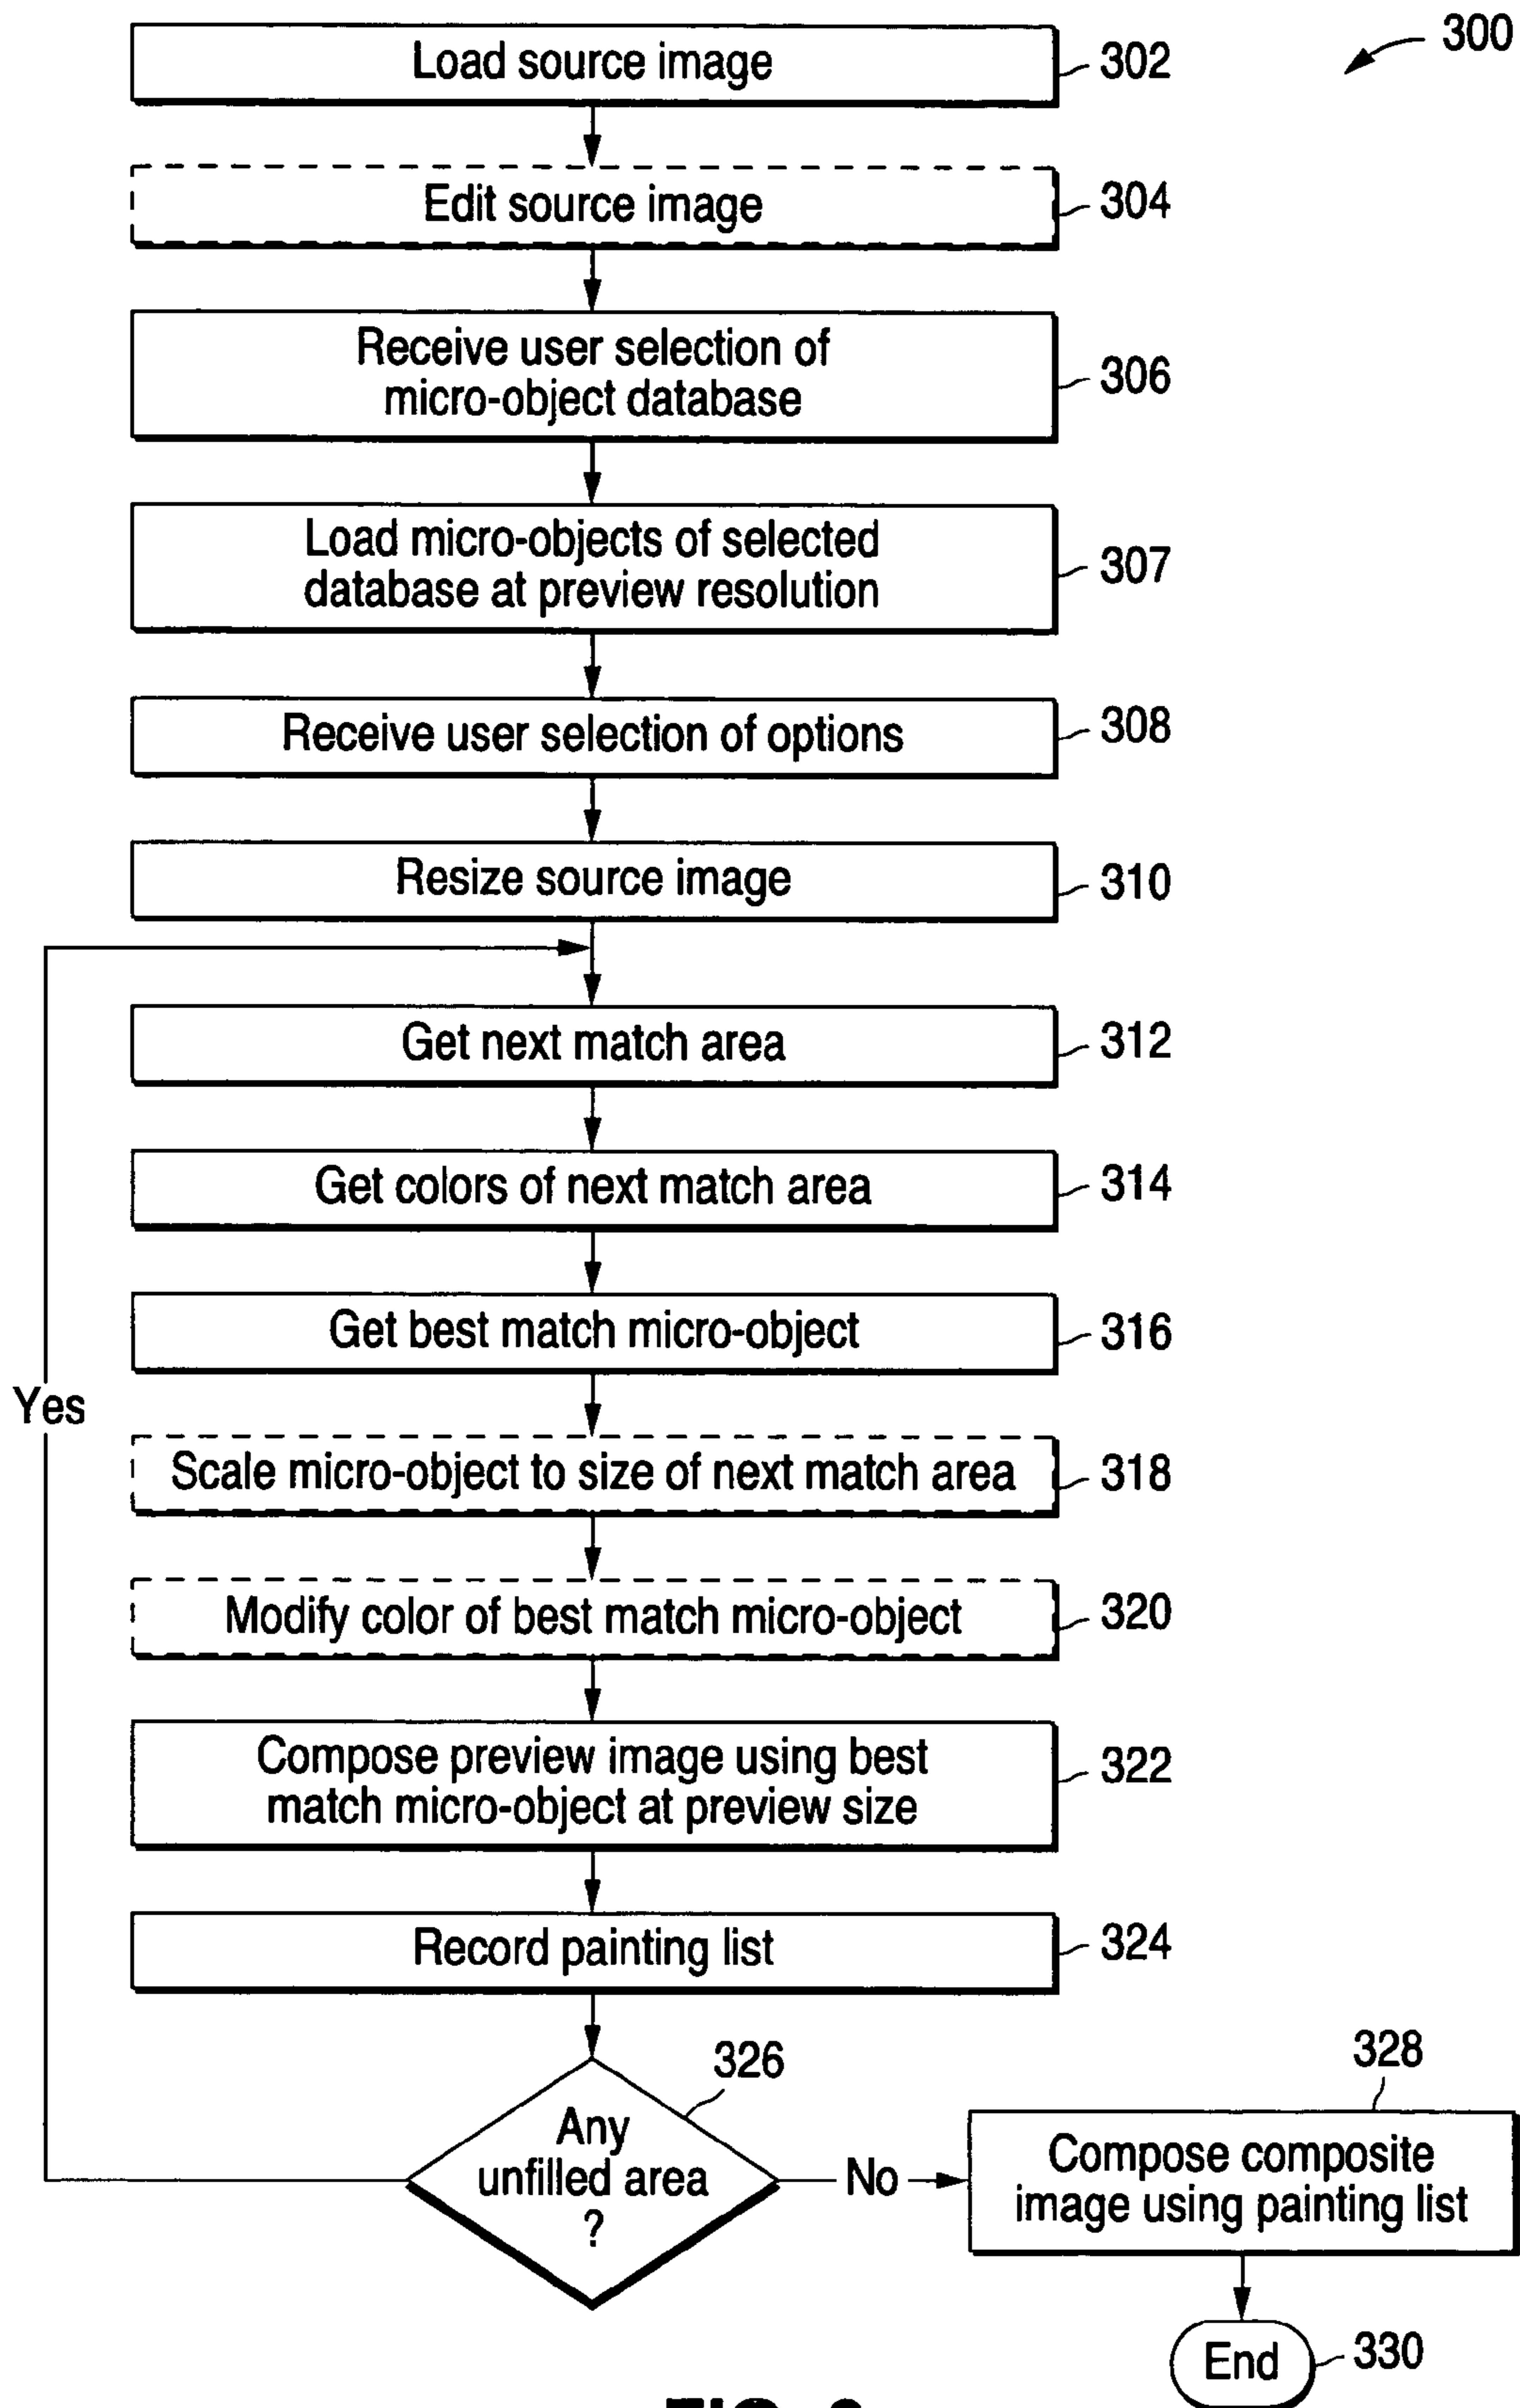 300
Load source image
302
Edit source image
304
Receive user selection of
micro-object database
306
Load micro-objects of selected
database at preview resolution
307
Receive user selection of options
308
Resize source image
310
Get next match area
312
Get colors of next match area
314
Get best match micro-object
316
Yes
Scale micro-object to size of next match area
318
Modify color of best match micro-object
320
Compose preview image using best
match micro-object at preview size
322
Record painting list
324
326
Any
unfilled area
?
No
328
Compose composite
image using painting list
End
330